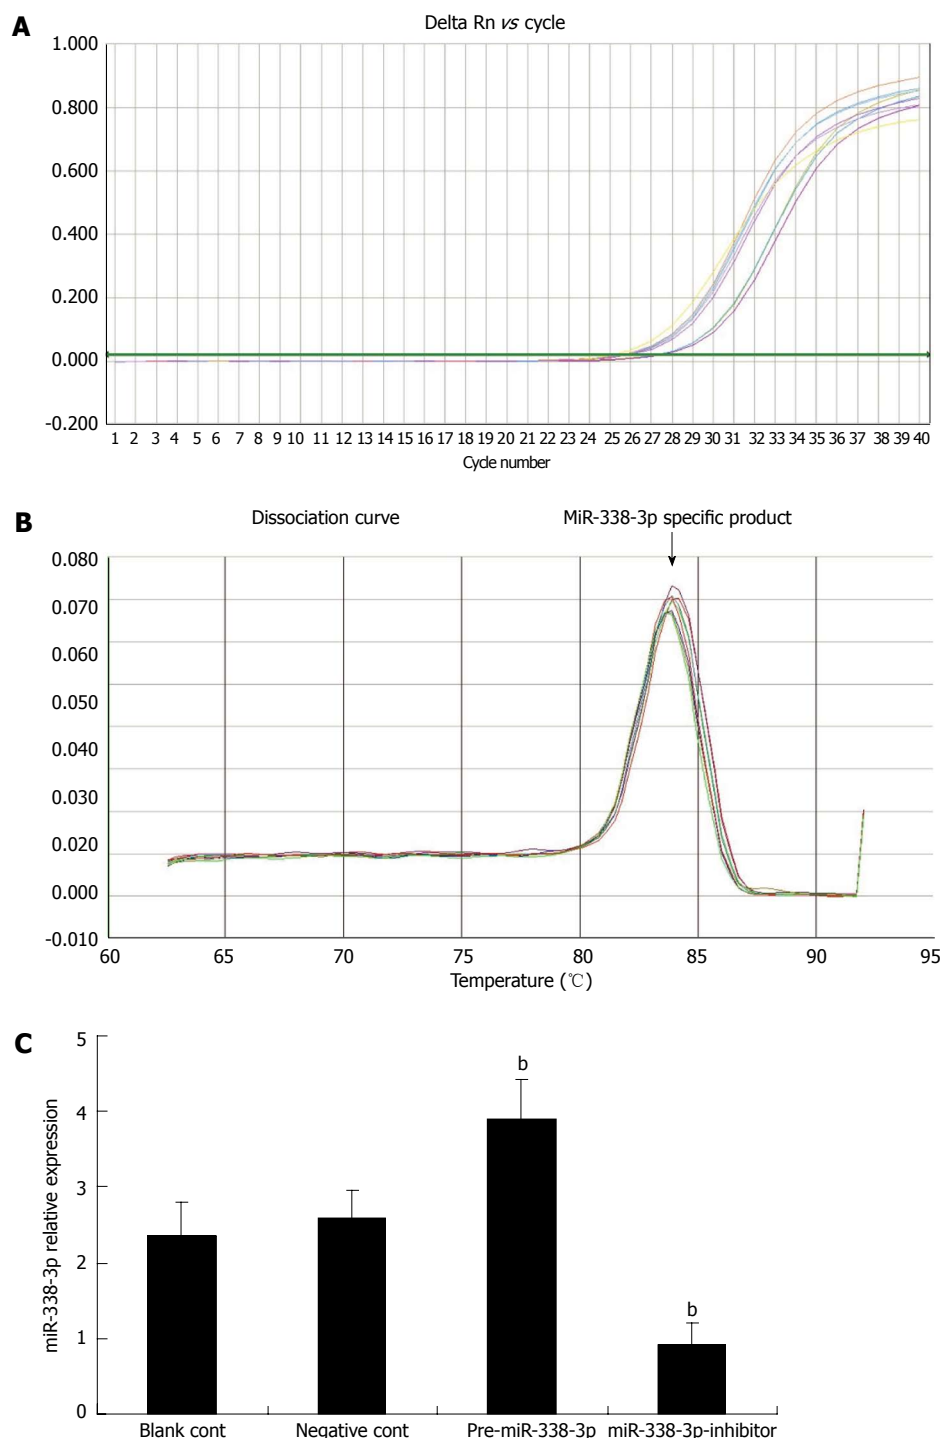 A
Delta Rn vs cycle
1.000
0.800
0.600
0.400
0.200
0.000
-0.200
1 2 3 4 5 6 7 8 9 10 11 12 13 14 15 16 17 18 19 20 21 22 23 24 25 26 27 28 29 30 31 32 33 34 35 36 37 38 39 40
Cycle number
B
Dissociation curve
MiR-338-3p specific product
0.080
0.070
0.060
0.050
0.040
0.030
0.020
0.000
-0.010
60 65 70 75 80 85 90 95
Temperature (℃)
C
miR-338-3p relative expression
5
4
3
2
1
0
b
b
Blank cont Negative cont Pre-miR-338-3p miR-338-3p-inhibitor